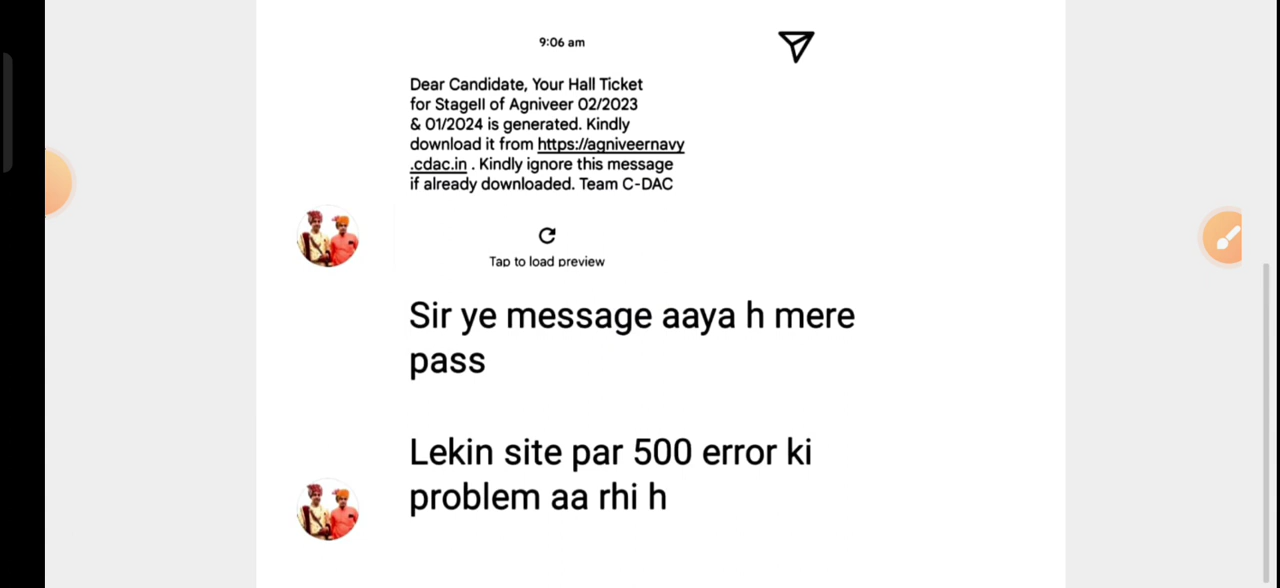 9:06 am
Dear Candidate, Your Hall Ticket
for StageII of Agniveer 02/2023
& 01/2024 is generated. Kindly
download it from https://agniveernavy
.cdac.in . Kindly ignore this message
if already downloaded. Team C-DAC
Tap to load preview
Sir ye message aaya h mere
pass
Lekin site par 500 error ki
problem aa rhi h